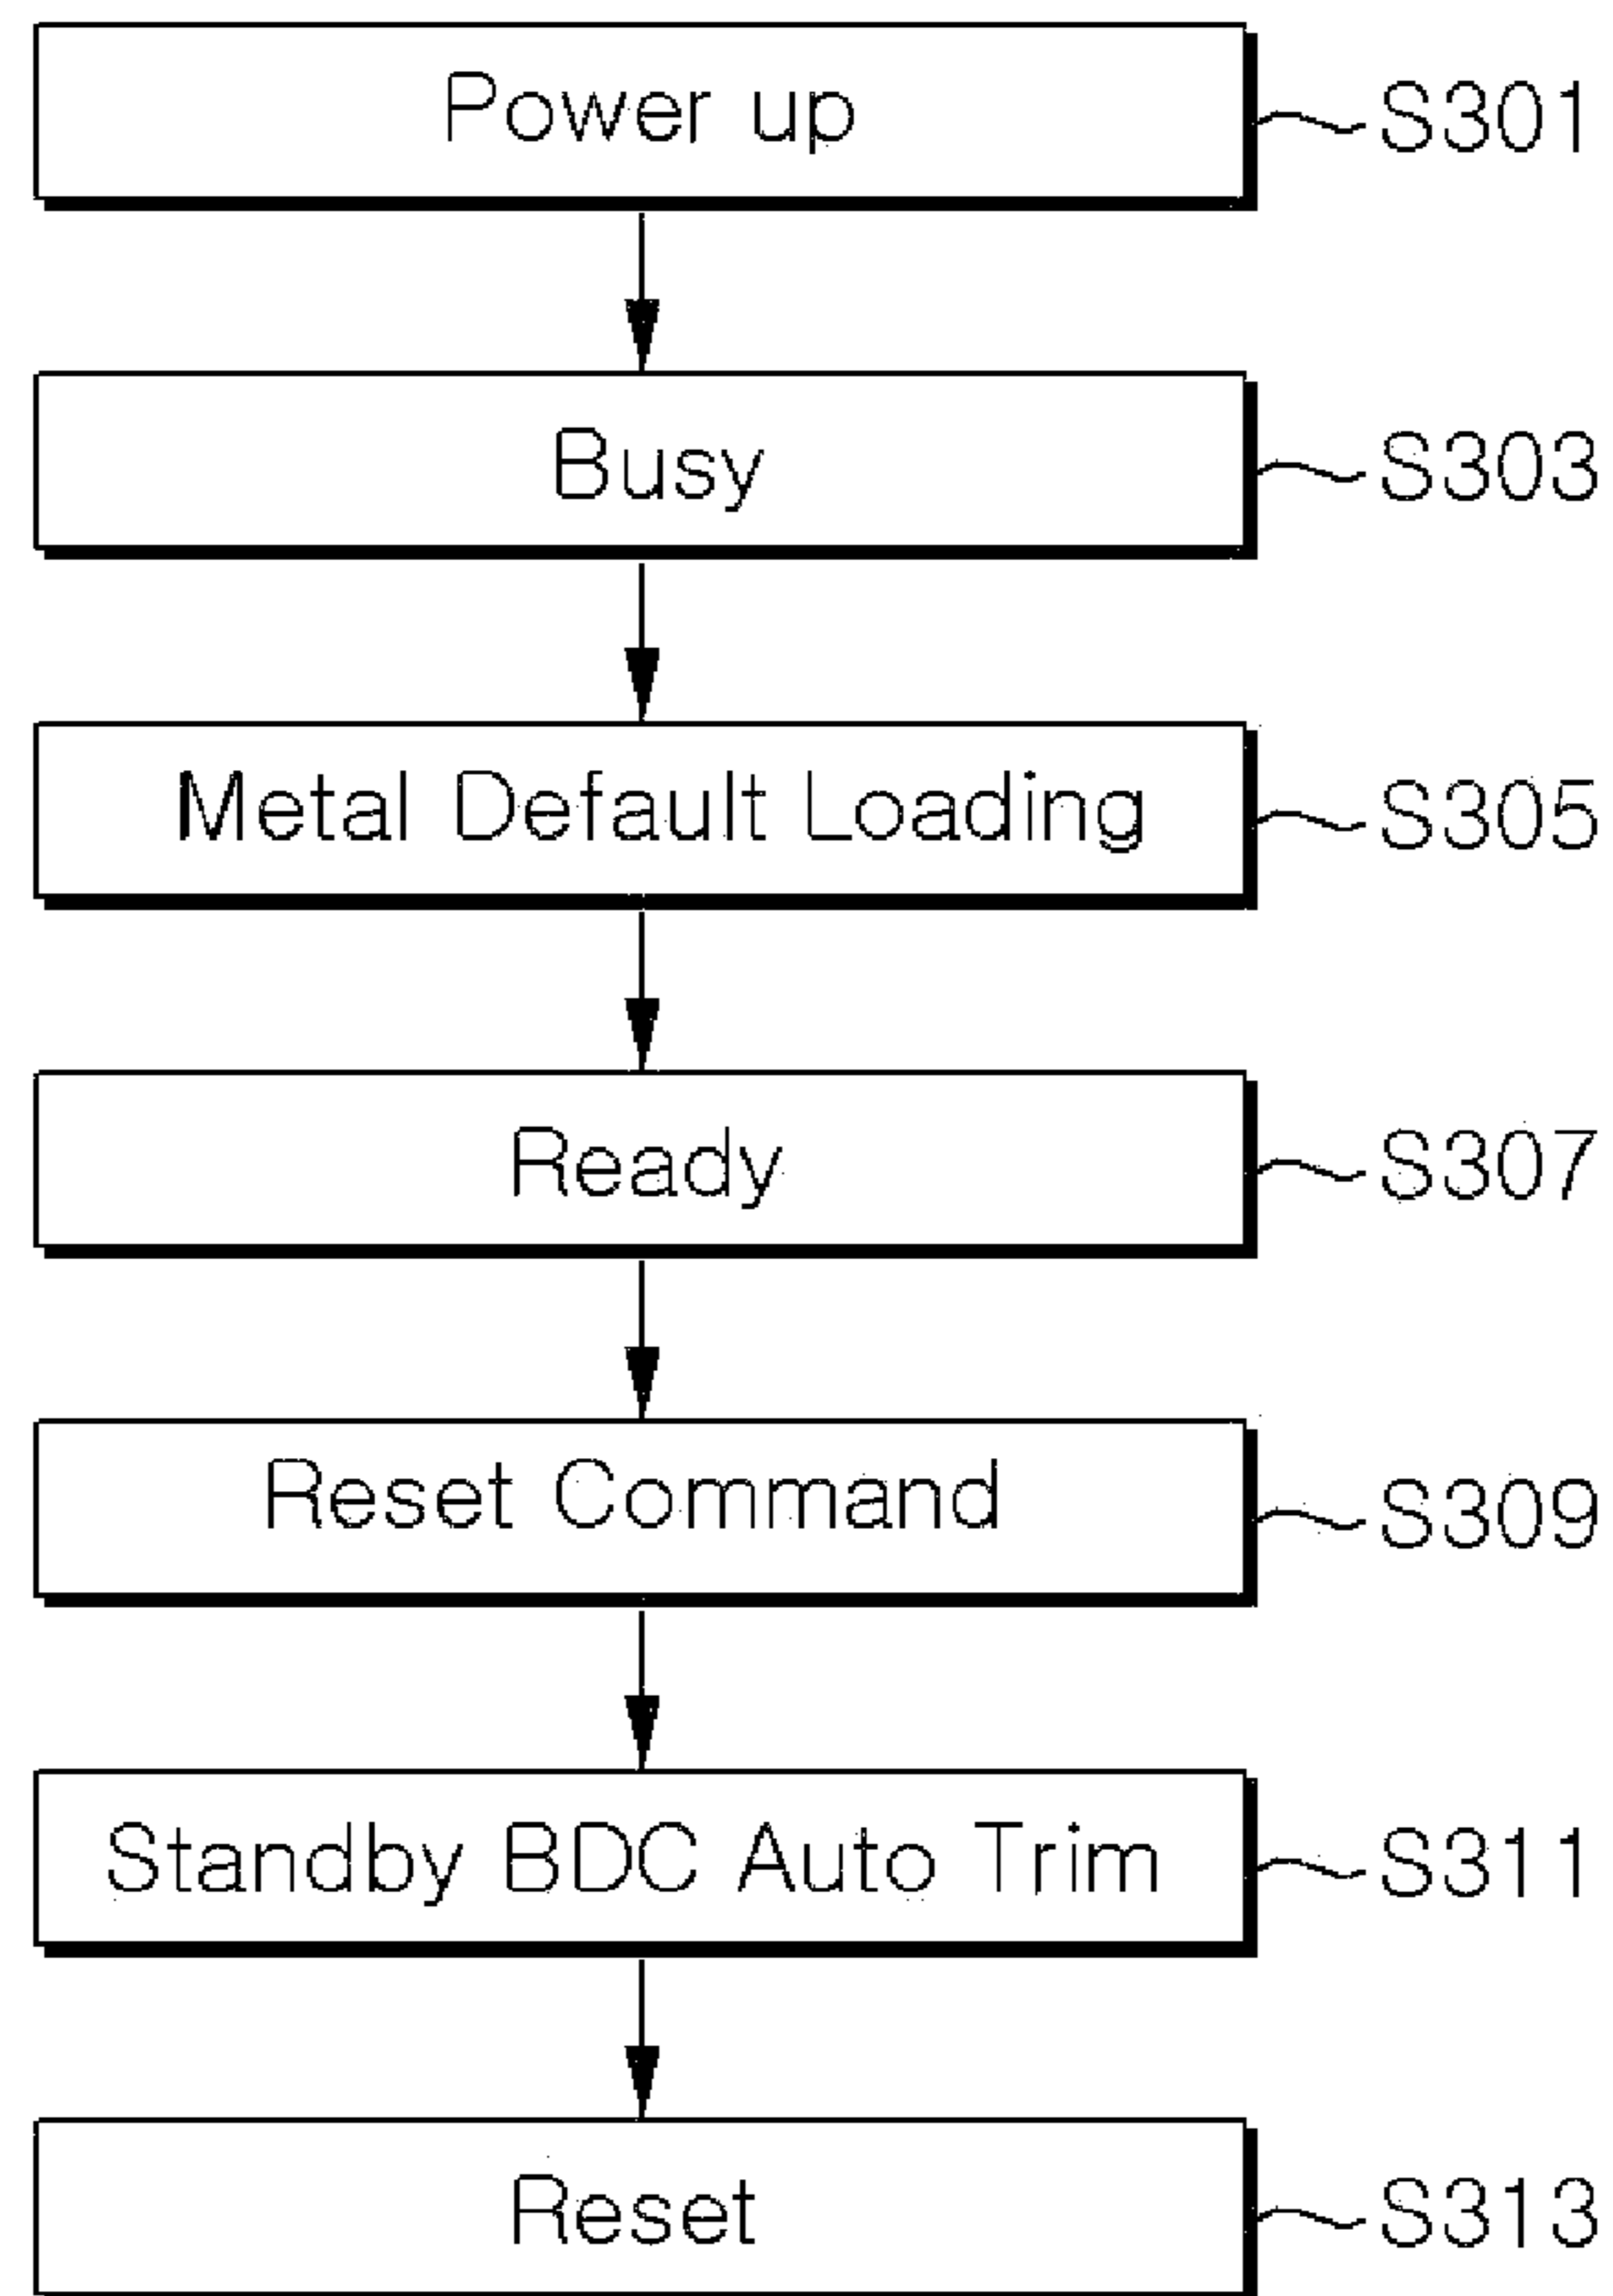 Power up S301
Busy S303
Metal Default Loading S305
Ready S307
Reset Command S309
Standby BDC Auto Trim S311
Reset S313